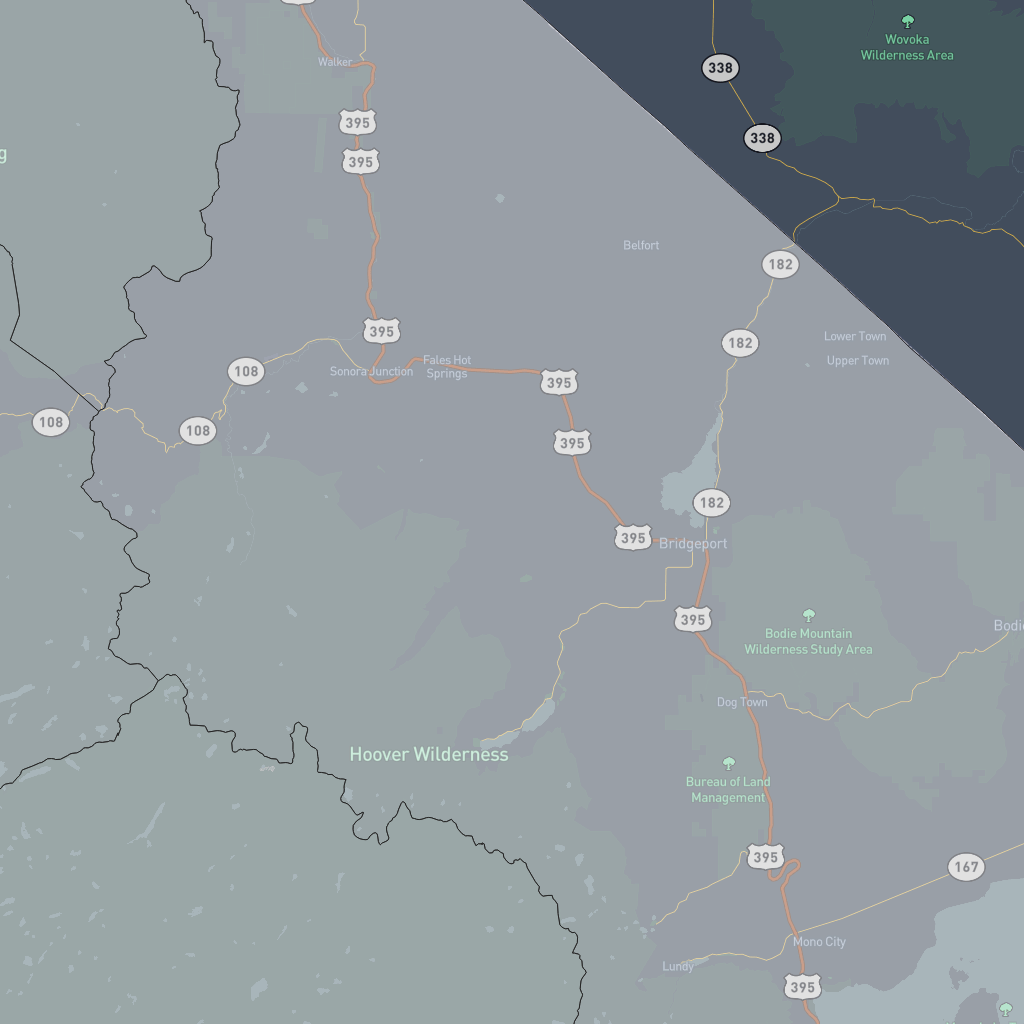 Wovoka
Wilderness Area
Walker
338
395
338
g
395
Belfort
182
395
182
Lower Town
Fales Hot
Springs
Upper Town
108
Sonora Junction
395
108
108
395
182
395
Bridgeport
395
Bodie Mountain
Wilderness Study Area
Dog Town
Hoover Wilderness
Bureau of Land
Management
395
167
Mono City
Lundy
395